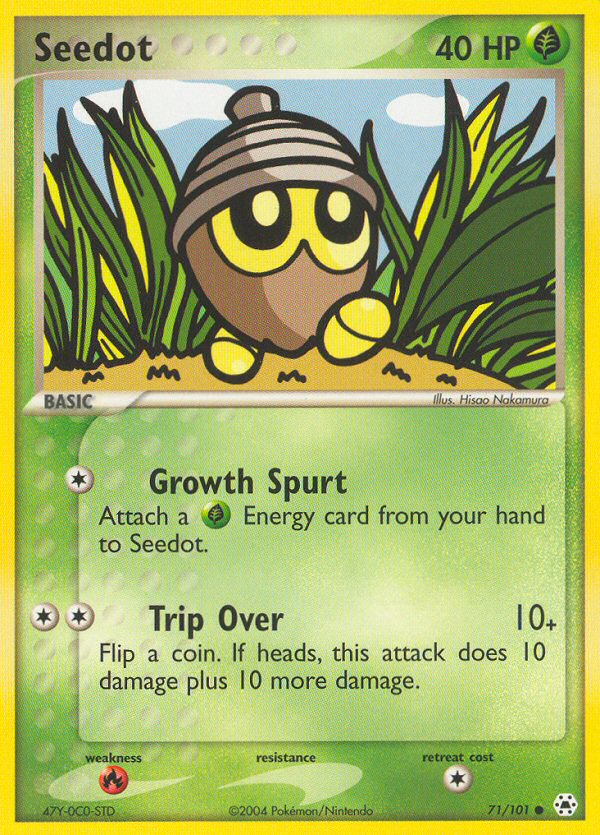 Seedot 40 HP
BASIC Illus. Hisao Nakamura
Growth Spurt
Attach a Energy card from your hand
to Seedot.
Trip Over 10+
Flip a coin. If heads, this attack does 10
damage plus 10 more damage.
weakness resistance retreat cost
47Y-0C0-STD ©2004 Pokémon/Nintendo 71/101